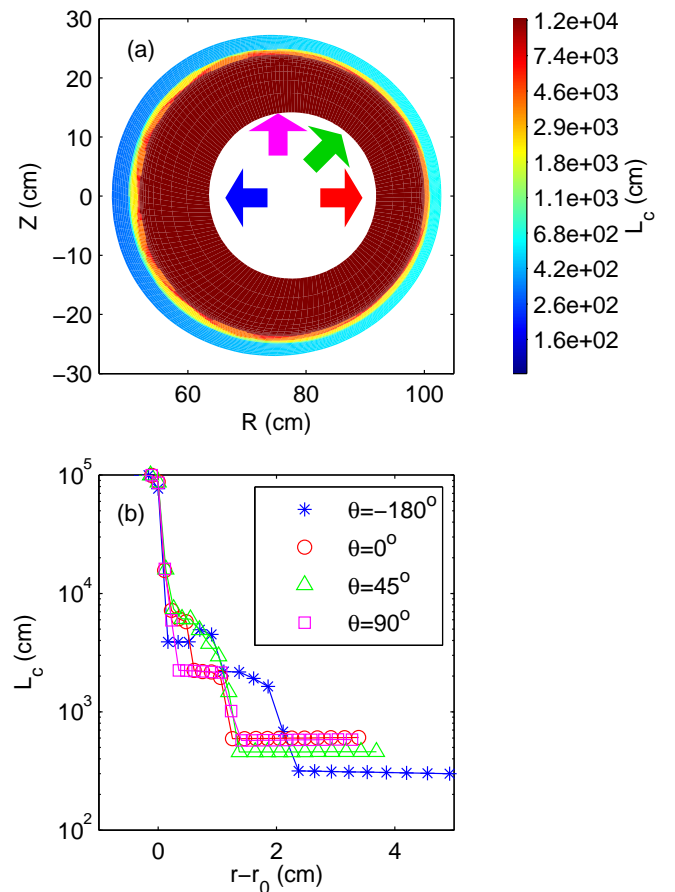 (a)
30
20
10
0
−10
−20
−30
Z (cm)
60
80
100
R (cm)
1.2e+04
7.4e+03
4.6e+03
2.9e+03
1.8e+03
1.1e+03
6.8e+02
4.2e+02
2.6e+02
1.6e+02
L_c (cm)
(b)
10^5
10^4
10^3
10^2
L_c (cm)
θ=−180^o
θ=0^o
θ=45^o
θ=90^o
0
2
4
r−r_0 (cm)